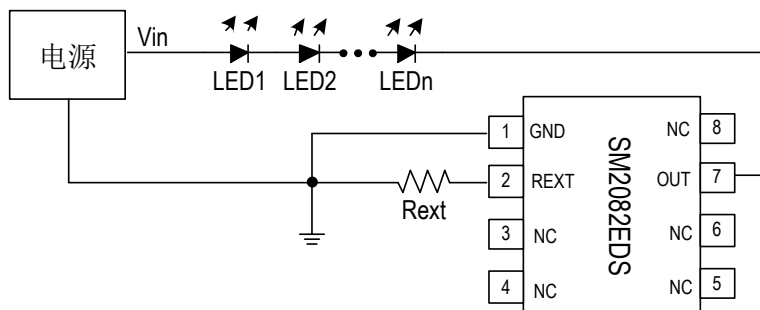 电源
Vin
LED1
LED2
LEDn
1 GND
NC 8
2 REXT
OUT 7
Rext
3 NC
NC 6
4 NC
NC 5
SM2082EDS